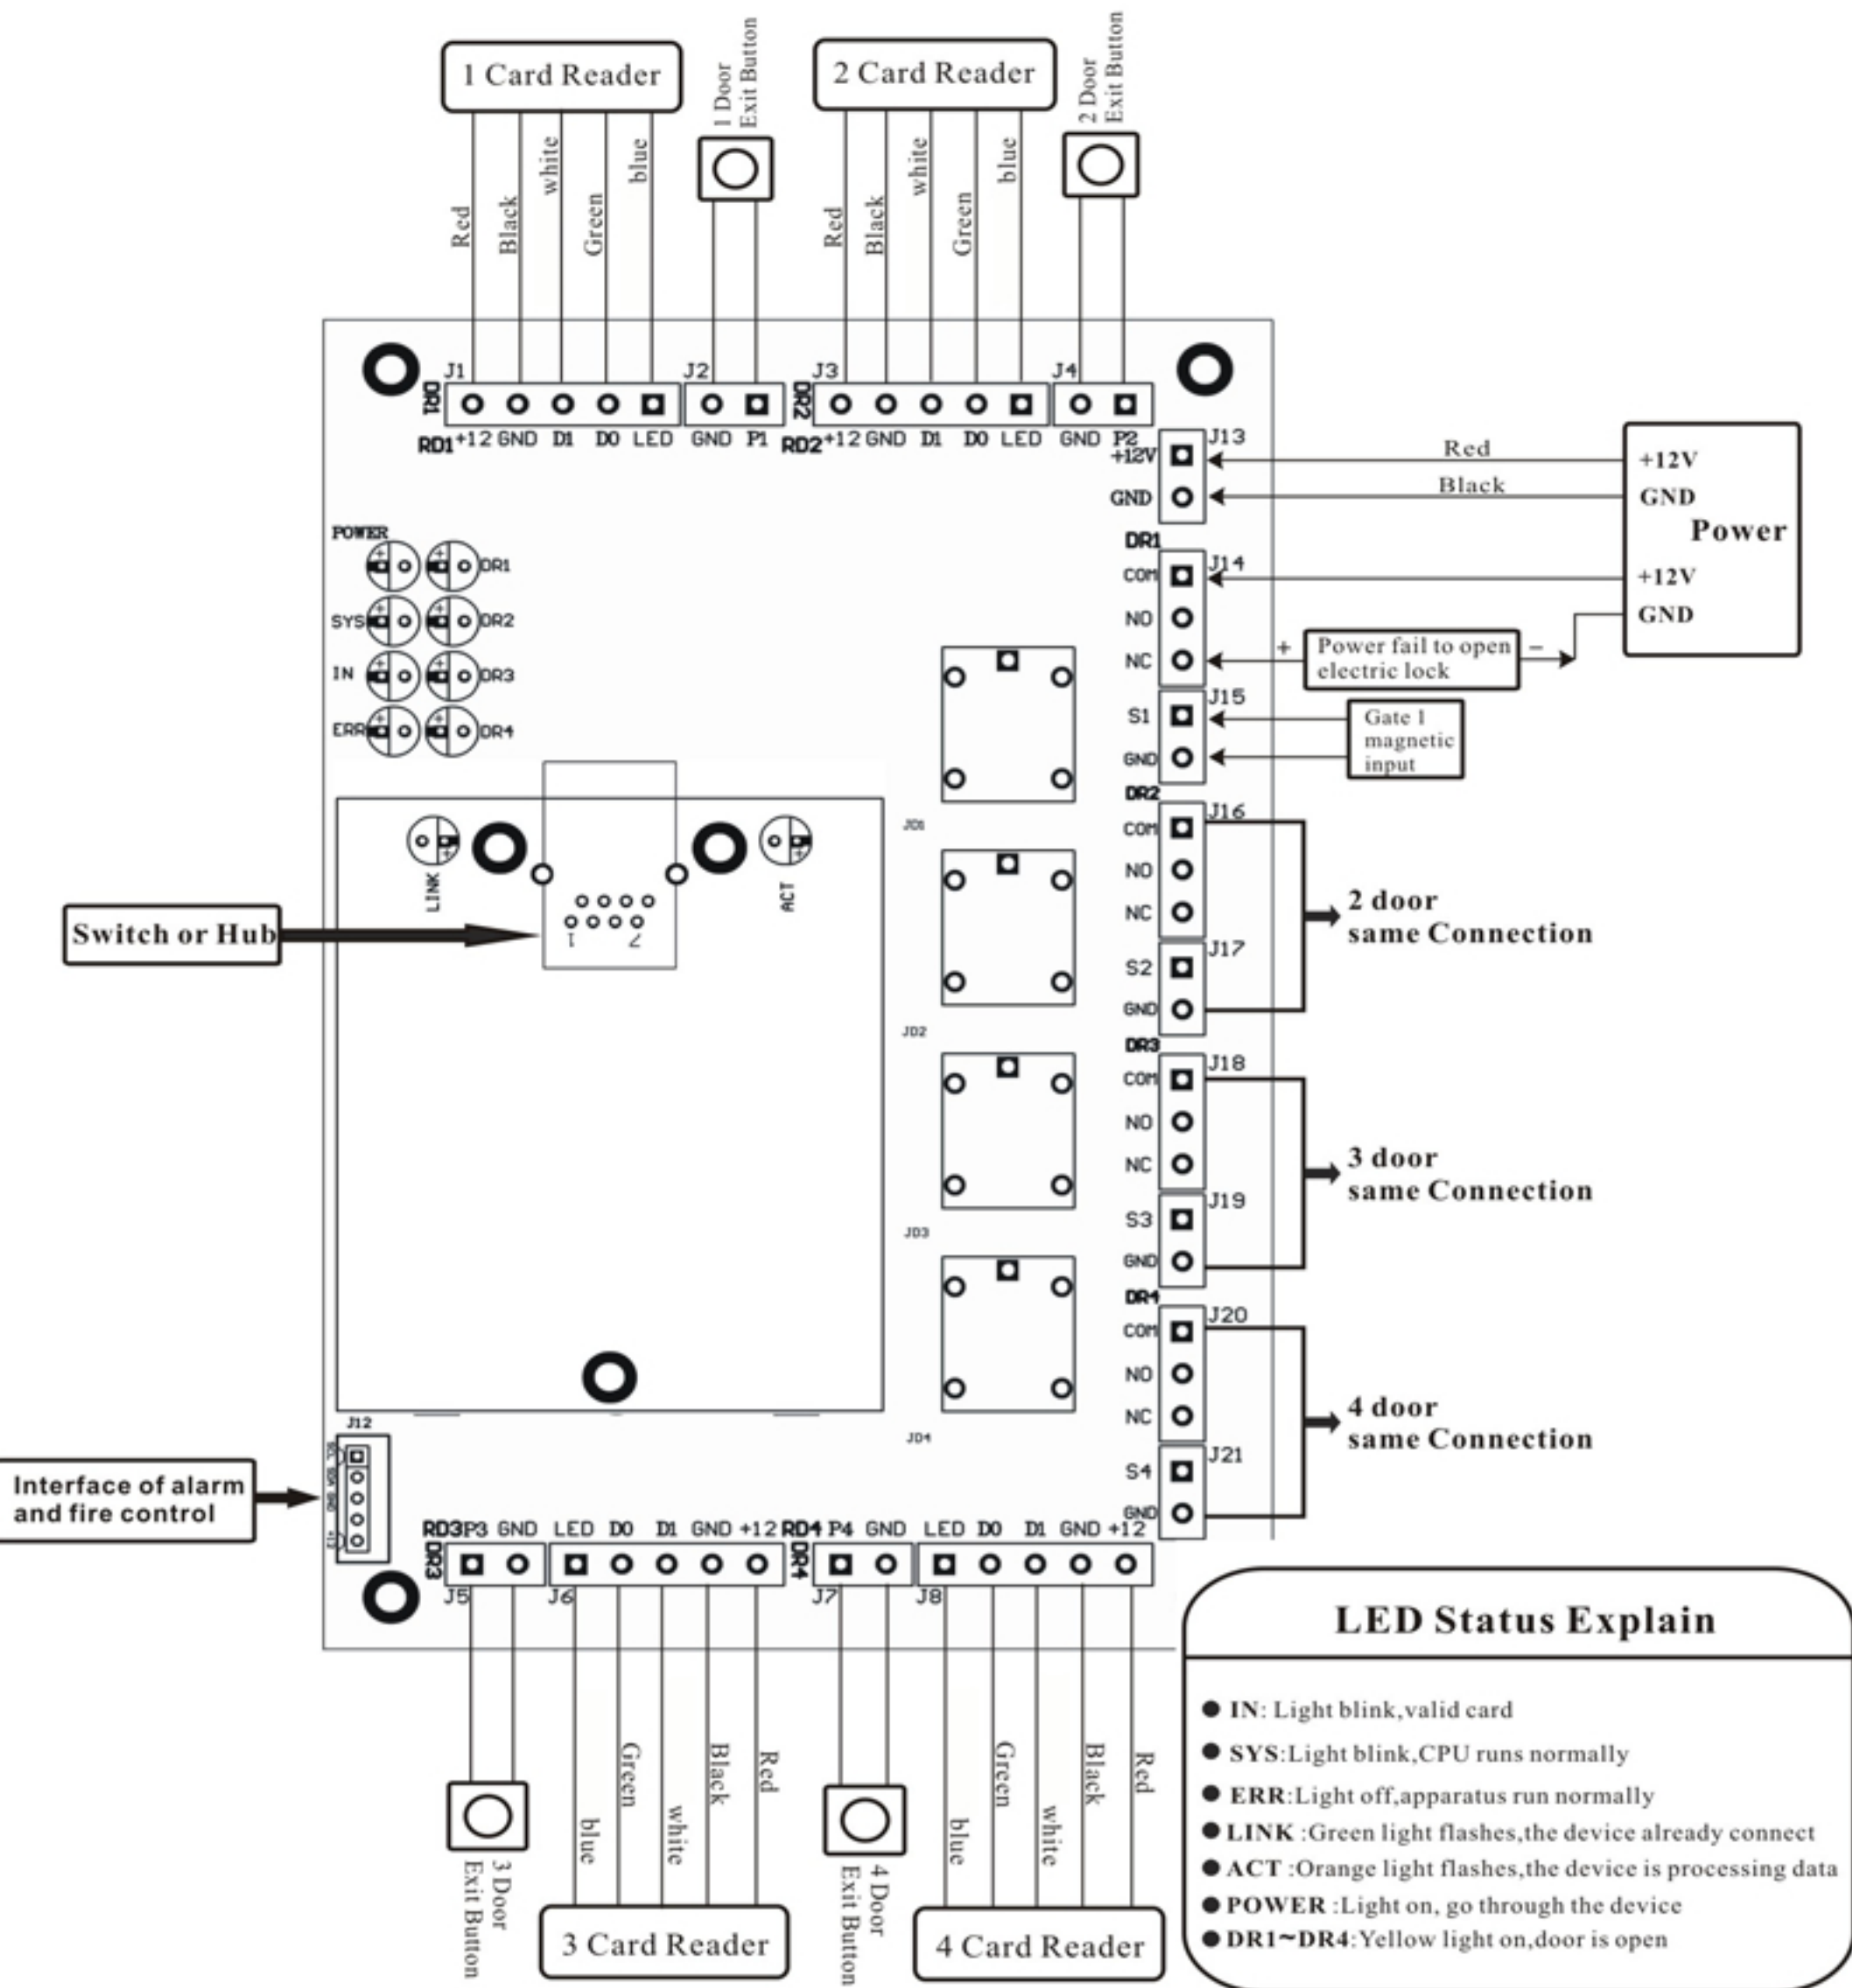 1 Card Reader
1 Door
Exit Button
2 Card Reader
2 Door
Exit Button
Red
Black
white
Green
blue
Red
Black
white
Green
blue
J1
J2
J3
J4
DR1
DR2
RD1 +12 GND D1 D0 LED GND P1 RD2 +12 GND D1 D0 LED GND P2
J13
+12V
GND
Red
Black
+12V
GND
Power
+12V
GND
DR1
J14
COM
NO
NC
+
Power fail to open
electric lock
−
J15
S1
GND
Gate 1
magnetic
input
POWER
DR1
SYS
DR2
IN
DR3
ERR
DR4
LINK
ACT
1 7
Switch or Hub
JD1
JD2
JD3
JD4
DR2
J16
COM
NO
NC
J17
S2
GND
2 door
same Connection
DR3
J18
COM
NO
NC
J19
S3
GND
3 door
same Connection
DR4
J20
COM
NO
NC
J21
S4
GND
4 door
same Connection
J12
SCL SDA GND +12
Interface of alarm
and fire control
RD3 P3 GND LED D0 D1 GND +12 RD4 P4 GND LED D0 D1 GND +12
DR3
DR4
J5
J6
J7
J8
blue
Green
white
Black
Red
blue
Green
white
Black
Red
3 Door
Exit Button
3 Card Reader
4 Door
Exit Button
4 Card Reader
LED Status Explain
● IN: Light blink,valid card
● SYS:Light blink,CPU runs normally
● ERR:Light off,apparatus run normally
● LINK :Green light flashes,the device already connect
● ACT :Orange light flashes,the device is processing data
● POWER :Light on, go through the device
● DR1~DR4:Yellow light on,door is open